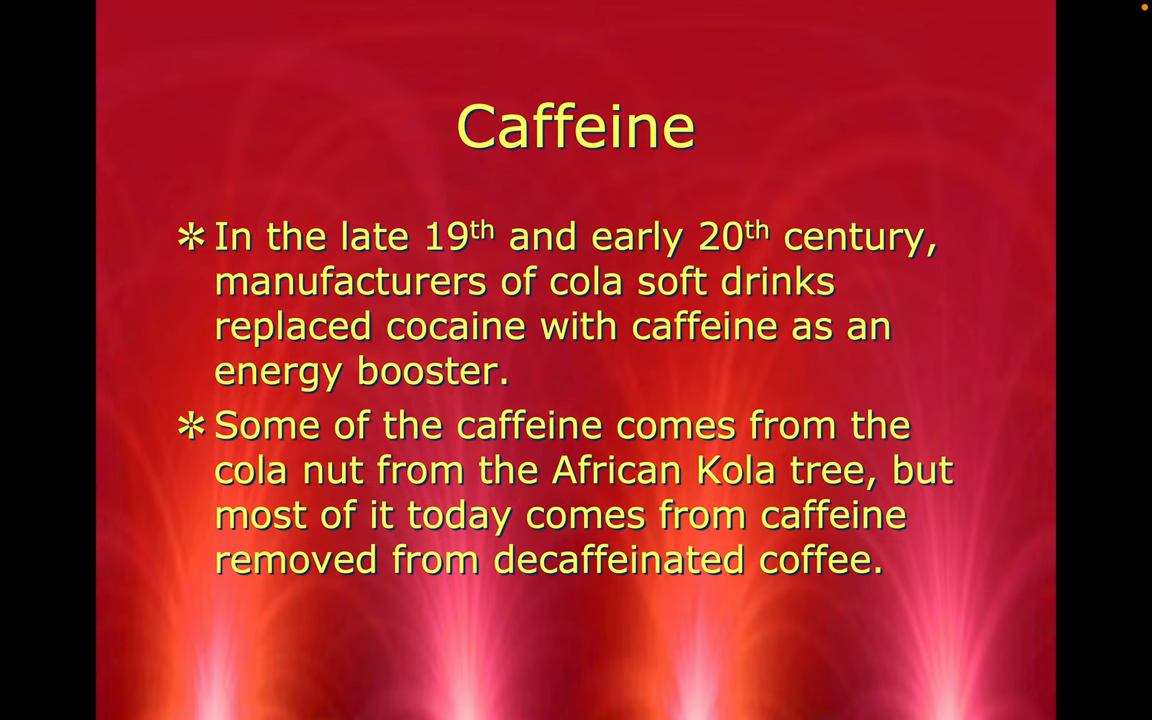 Caffeine
✲ In the late 19th and early 20th century,
manufacturers of cola soft drinks
replaced cocaine with caffeine as an
energy booster.
✲ Some of the caffeine comes from the
cola nut from the African Kola tree, but
most of it today comes from caffeine
removed from decaffeinated coffee.